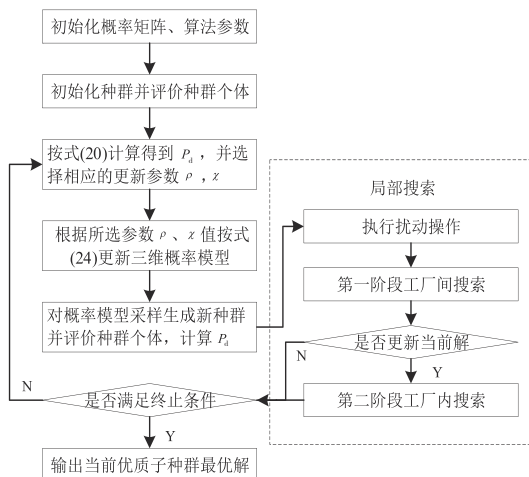 初始化概率矩阵、算法参数
初始化种群并评价种群个体
按式(20)计算得到 Pd ，并选
择相应的更新参数 ρ , χ
根据所选参数 ρ 、χ 值按式
(24)更新三维概率模型
对概率模型采样生成新种群
并评价种群个体，计算 Pd
是否满足终止条件
N
Y
输出当前优质子种群最优解
局部搜索
执行扰动操作
第一阶段工厂间搜索
是否更新当前解
N
Y
第二阶段工厂内搜索